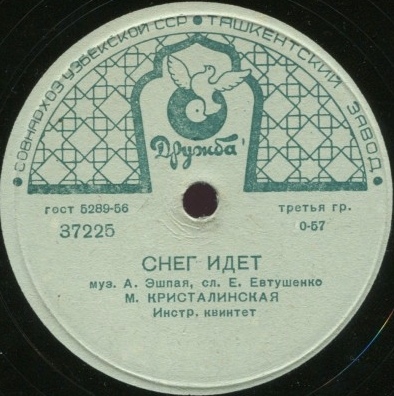 СОВНАРХОЗ УЗБЕКСКОЙ ССР • ТАШКЕНТСКИЙ ЗАВОД
Дружба
гост 5289-56
третья гр.
37225
0-57
СНЕГ ИДЕТ
муз. А. Эшпая, сл. Е. Евтушенко
М. КРИСТАЛИНСКАЯ
Инстр. квинтет